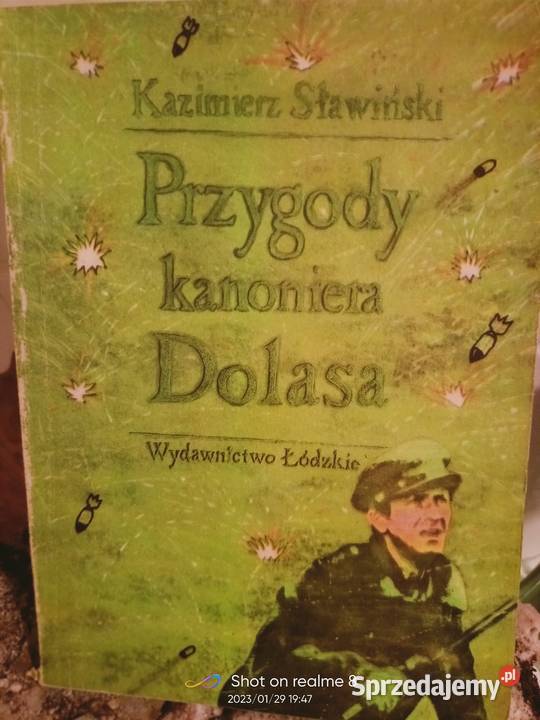 Kazimierz Sławiński
Przygody
kanoniera
Dolasa
Wydawnictwo Łódzkie
Shot on realme 8
2023/01/29 19:47
Sprzedajemy.pl